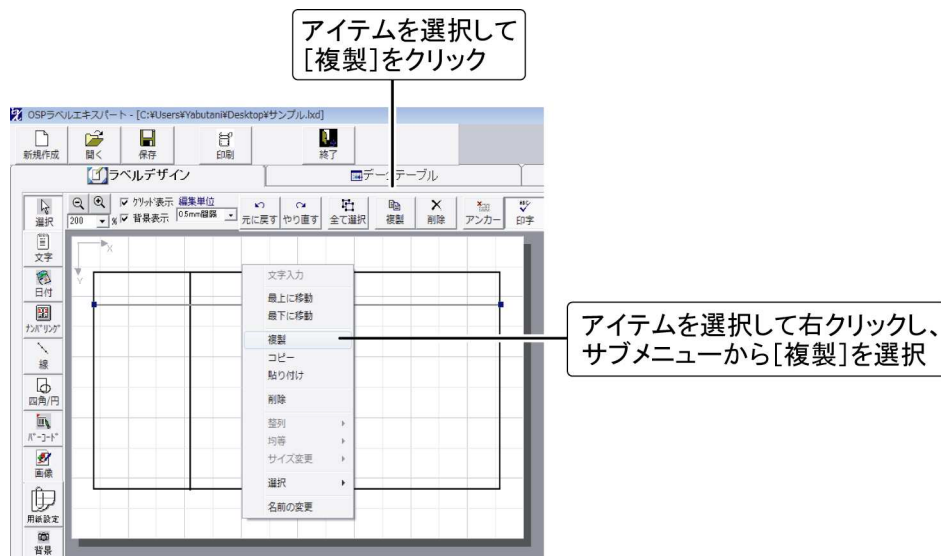 アイテムを選択して
[複製]をクリック
OSPラベルエキスパート - [C:¥Users¥Yabutani¥Desktop¥サンプル.lxd]
新規作成 開く 保存 印刷 終了
ラベルデザイン データテーブル
選択 200 % グリッド表示 背景表示 編集単位 0.5mm間隔 元に戻す やり直す 全て選択 複製 削除 アンカー 印字
文字
日付
ナンバリング
線
四角/円
バーコード
画像
用紙設定
背景
X
Y
文字入力
最上に移動
最下に移動
複製
コピー
貼り付け
削除
整列
均等
サイズ変更
選択
名前の変更
アイテムを選択して右クリックし、
サブメニューから[複製]を選択